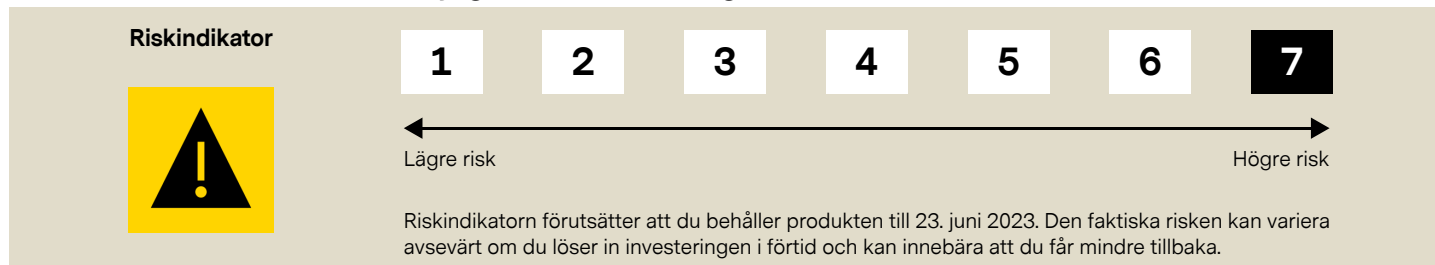 Riskindikator
1 2 3 4 5 6 7
Lägre risk Högre risk
Riskindikatorn förutsätter att du behåller produkten till 23. juni 2023. Den faktiska risken kan variera
avsevärt om du löser in investeringen i förtid och kan innebära att du får mindre tillbaka.